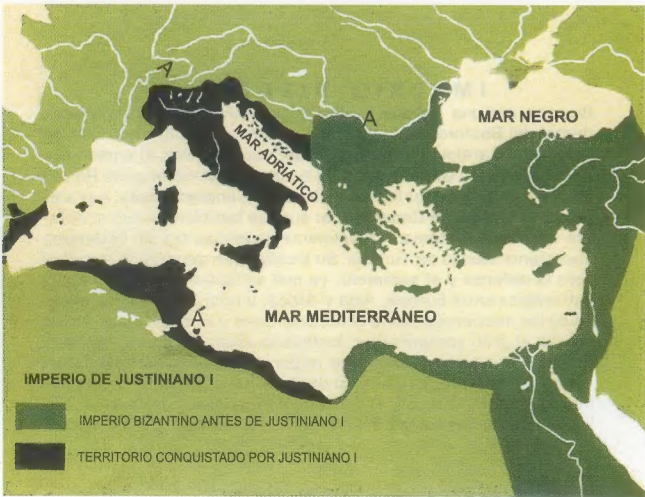 A
A
MAR NEGRO
MAR ADRIÁTICO
MAR MEDITERRÁNEO
A
IMPERIO DE JUSTINIANO I
IMPERIO BIZANTINO ANTES DE JUSTINIANO I
TERRITORIO CONQUISTADO POR JUSTINIANO I